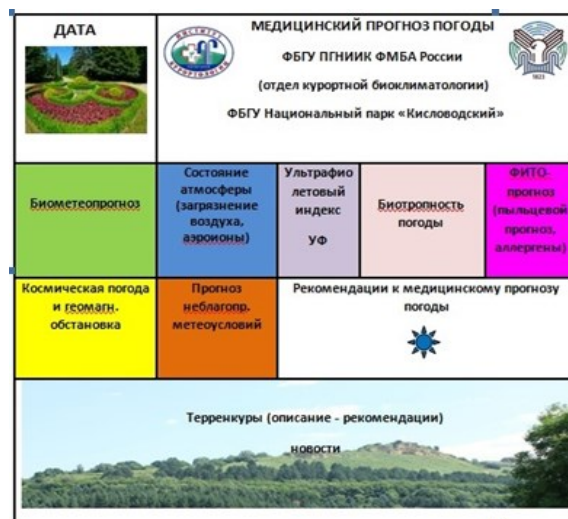 ДАТА
МЕДИЦИНСКИЙ ПРОГНОЗ ПОГОДЫ
ФБГУ ПГНИИК ФМБА России
(отдел курортной биоклиматологии)
ФБГУ Национальный парк «Кисловодский»
1823
Биометеопрогноз
Состояние
атмосферы
(загрязнение
воздуха,
аэроионы)
Ультрафио
летовый
индекс
УФ
Биотропность
погоды
ФИТО-
прогноз
(пыльцевой
прогноз,
аллергены)
Космическая погода
и геомагн.
обстановка
Прогноз
неблагопр.
метеоусловий
Рекомендации к медицинскому прогнозу
погоды
Терренкуры (описание - рекомендации)
новости